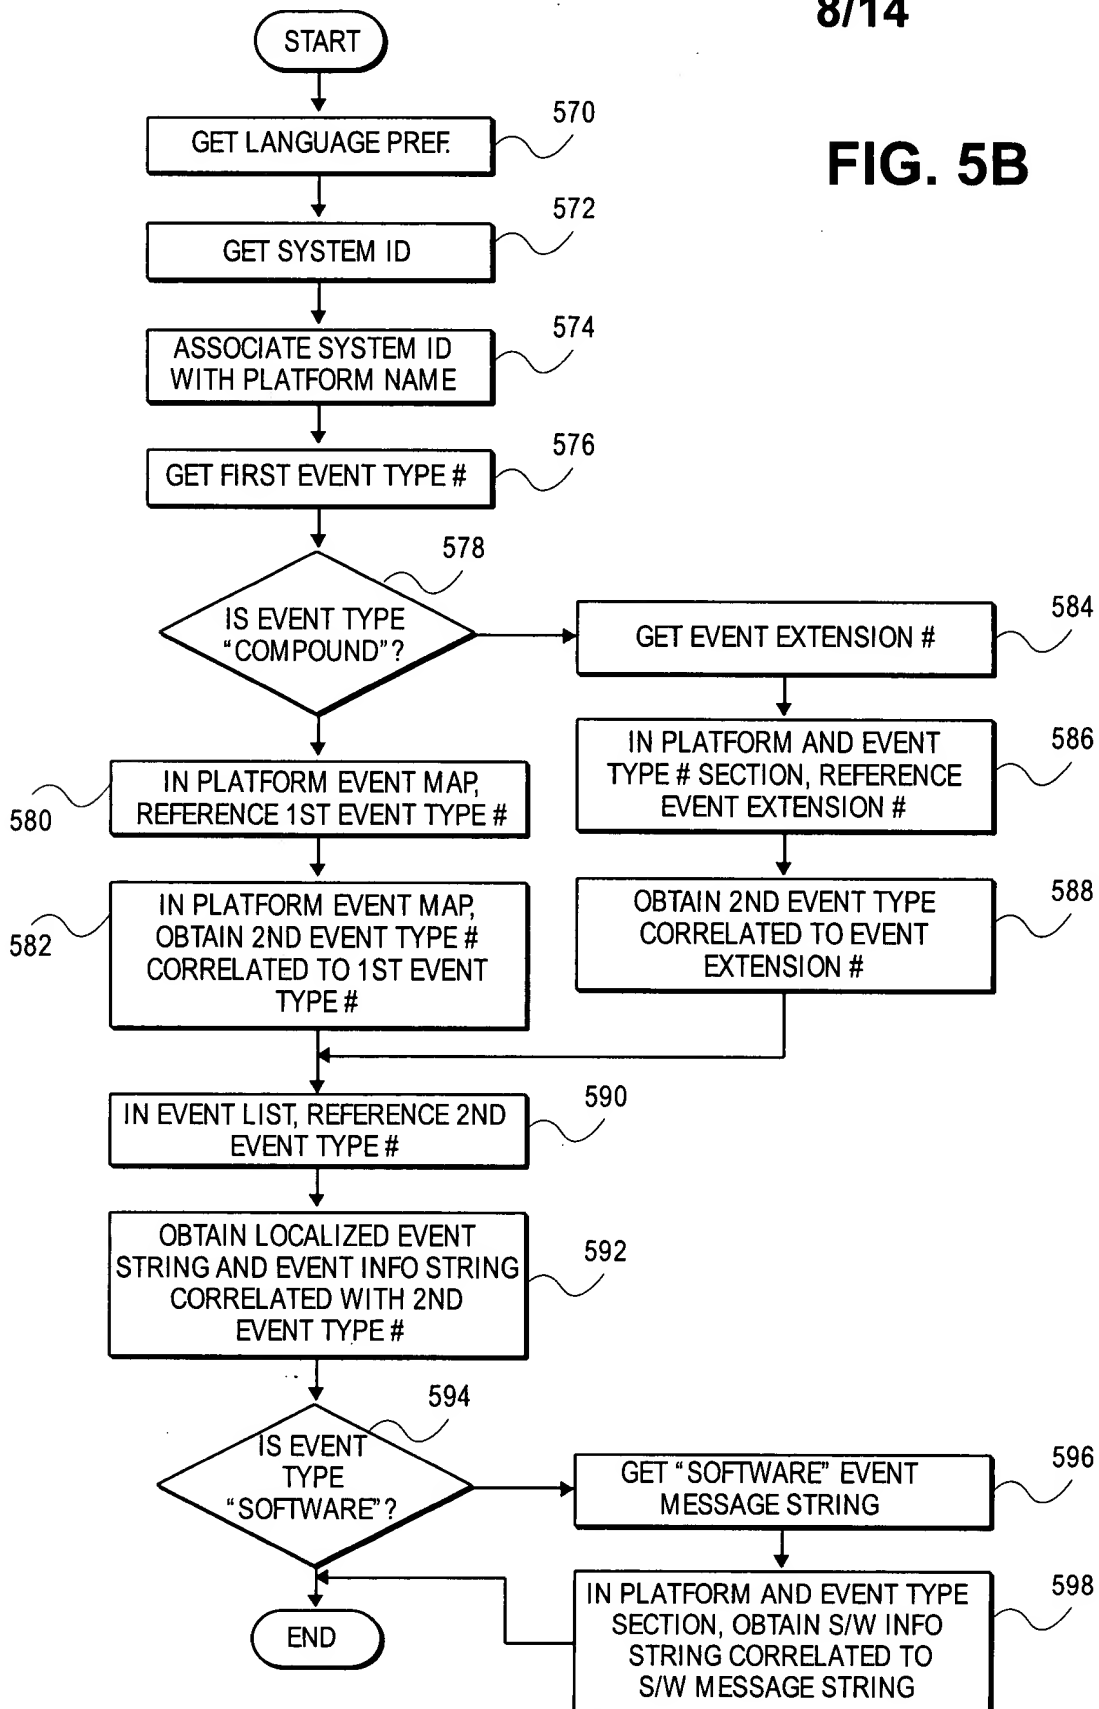 8/14
START
FIG. 5B
570
GET LANGUAGE PREF.
572
GET SYSTEM ID
574
ASSOCIATE SYSTEM ID
WITH PLATFORM NAME
576
GET FIRST EVENT TYPE #
578
IS EVENT TYPE
“COMPOUND”?
584
GET EVENT EXTENSION #
586
IN PLATFORM AND EVENT
TYPE # SECTION, REFERENCE
EVENT EXTENSION #
580
IN PLATFORM EVENT MAP,
REFERENCE 1ST EVENT TYPE #
588
OBTAIN 2ND EVENT TYPE
CORRELATED TO EVENT
EXTENSION #
582
IN PLATFORM EVENT MAP,
OBTAIN 2ND EVENT TYPE #
CORRELATED TO 1ST EVENT
TYPE #
590
IN EVENT LIST, REFERENCE 2ND
EVENT TYPE #
592
OBTAIN LOCALIZED EVENT
STRING AND EVENT INFO STRING
CORRELATED WITH 2ND
EVENT TYPE #
594
IS EVENT
TYPE
“SOFTWARE”?
596
GET “SOFTWARE” EVENT
MESSAGE STRING
598
IN PLATFORM AND EVENT TYPE
SECTION, OBTAIN S/W INFO
STRING CORRELATED TO
S/W MESSAGE STRING
END